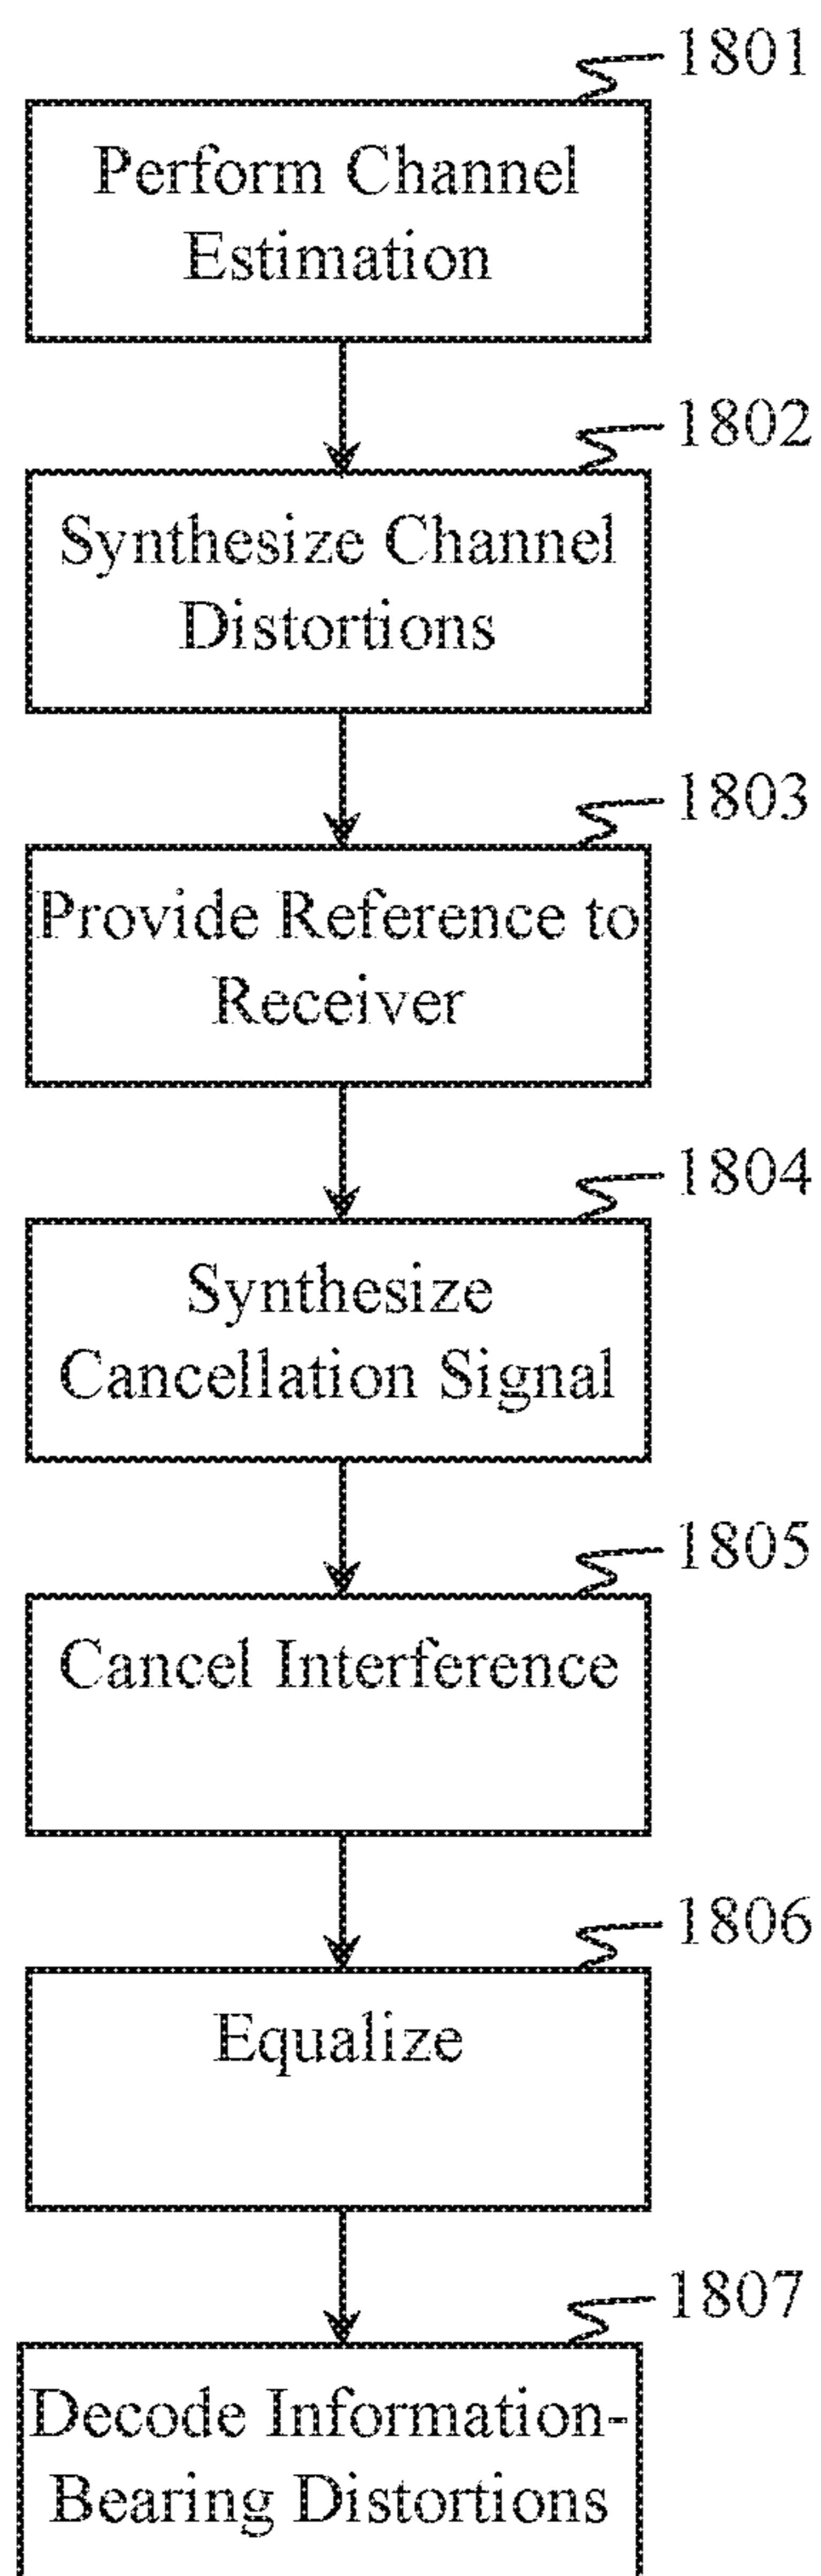 1801
Perform Channel
Estimation
1802
Synthesize Channel
Distortions
1803
Provide Reference to
Receiver
1804
Synthesize
Cancellation Signal
1805
Cancel Interference
1806
Equalize
1807
Decode Information-
Bearing Distortions